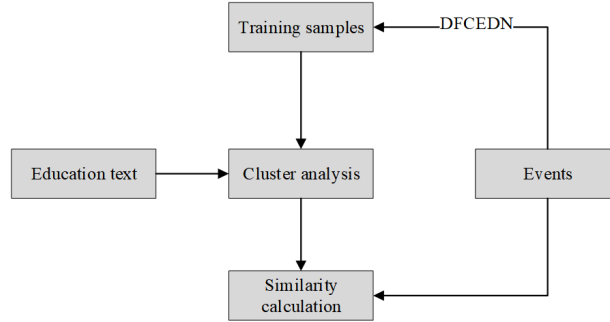 Training samples
DFCEDN
Education text
Cluster analysis
Events
Similarity
calculation